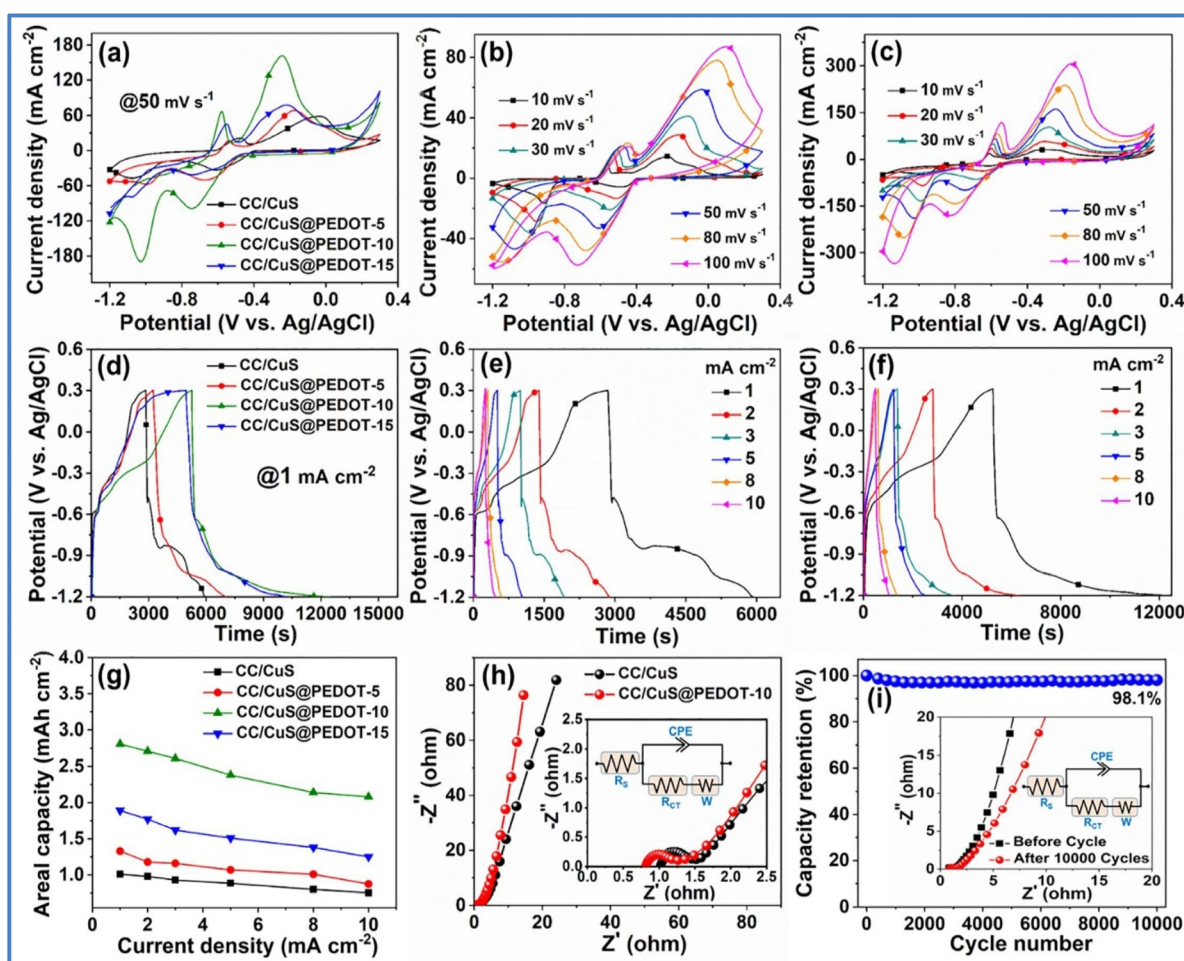 (a)
@50 mV s-1
CC/CuS
CC/CuS@PEDOT-5
CC/CuS@PEDOT-10
CC/CuS@PEDOT-15
Current density (mA cm-2)
180
120
60
0
-60
-120
-180
-1.2
-0.8
-0.4
0.0
0.4
Potential (V vs. Ag/AgCl)
(b)
10 mV s-1
20 mV s-1
30 mV s-1
50 mV s-1
80 mV s-1
100 mV s-1
Current density (mA cm-2)
80
40
0
-40
-1.2
-0.8
-0.4
0.0
0.4
Potential (V vs. Ag/AgCl)
(c)
10 mV s-1
20 mV s-1
30 mV s-1
50 mV s-1
80 mV s-1
100 mV s-1
Current density (mA cm-2)
300
150
0
-150
-300
-1.2
-0.8
-0.4
0.0
0.4
Potential (V vs. Ag/AgCl)
(d)
CC/CuS
CC/CuS@PEDOT-5
CC/CuS@PEDOT-10
CC/CuS@PEDOT-15
@1 mA cm-2
Potential (V vs. Ag/AgCl)
0.6
0.3
0.0
-0.3
-0.6
-0.9
-1.2
0
3000
6000
9000
12000
15000
Time (s)
(e)
mA cm-2
1
2
3
5
8
10
Potential (V vs. Ag/AgCl)
0.6
0.3
0.0
-0.3
-0.6
-0.9
-1.2
0
1500
3000
4500
6000
Time (s)
(f)
mA cm-2
1
2
3
5
8
10
Potential (V vs. Ag/AgCl)
0.6
0.3
0.0
-0.3
-0.6
-0.9
-1.2
0
4000
8000
12000
Time (s)
(g)
CC/CuS
CC/CuS@PEDOT-5
CC/CuS@PEDOT-10
CC/CuS@PEDOT-15
Areal capacity (mAh cm-2)
4.0
3.5
3.0
2.5
2.0
1.5
1.0
0
2
4
6
8
10
Current density (mA cm-2)
(h)
CC/CuS
CC/CuS@PEDOT-10
-Z'' (ohm)
80
60
40
20
0
0
20
40
60
80
Z' (ohm)
-Z'' (ohm)
2.5
2.0
1.5
1.0
0.5
0.0
0.0
0.5
1.0
1.5
2.0
2.5
Z' (ohm)
CPE
RS
RCT
W
(i)
98.1%
Capacity retention (%)
100
80
60
40
20
0
0
2000
4000
6000
8000
10000
Cycle number
-Z'' (ohm)
20
15
10
5
0
0
5
10
15
20
Z' (ohm)
CPE
RS
RCT
W
Before Cycle
After 10000 Cycles